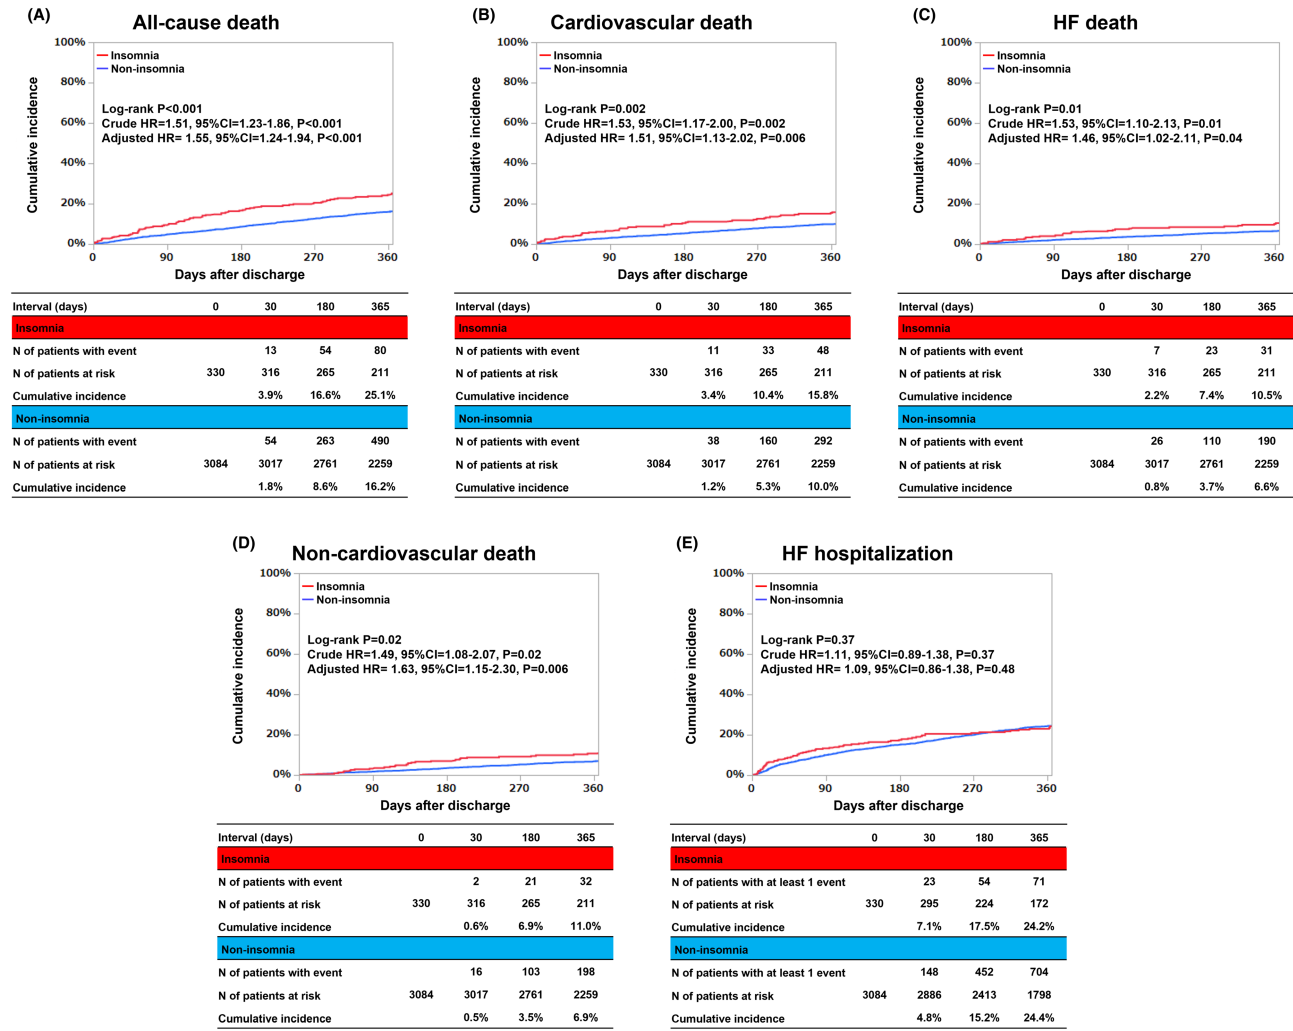 (A)
All-cause death
100%
80%
60%
40%
20%
0%
Cumulative incidence
Insomnia
Non-insomnia
Log-rank P<0.001
Crude HR=1.51, 95%CI=1.23-1.86, P<0.001
Adjusted HR= 1.55, 95%CI=1.24-1.94, P<0.001
0 90 180 270 360
Days after discharge
Interval (days) 0 30 180 365
Insomnia
N of patients with event 13 54 80
N of patients at risk 330 316 265 211
Cumulative incidence 3.9% 16.6% 25.1%
Non-insomnia
N of patients with event 54 263 490
N of patients at risk 3084 3017 2761 2259
Cumulative incidence 1.8% 8.6% 16.2%
(B)
Cardiovascular death
100%
80%
60%
40%
20%
0%
Cumulative incidence
Insomnia
Non-insomnia
Log-rank P=0.002
Crude HR=1.53, 95%CI=1.17-2.00, P=0.002
Adjusted HR= 1.51, 95%CI=1.13-2.02, P=0.006
0 90 180 270 360
Days after discharge
Interval (days) 0 30 180 365
Insomnia
N of patients with event 11 33 48
N of patients at risk 330 316 265 211
Cumulative incidence 3.4% 10.4% 15.8%
Non-insomnia
N of patients with event 38 160 292
N of patients at risk 3084 3017 2761 2259
Cumulative incidence 1.2% 5.3% 10.0%
(C)
HF death
100%
80%
60%
40%
20%
0%
Cumulative incidence
Insomnia
Non-insomnia
Log-rank P=0.01
Crude HR=1.53, 95%CI=1.10-2.13, P=0.01
Adjusted HR= 1.46, 95%CI=1.02-2.11, P=0.04
0 90 180 270 360
Days after discharge
Interval (days) 0 30 180 365
Insomnia
N of patients with event 7 23 31
N of patients at risk 330 316 265 211
Cumulative incidence 2.2% 7.4% 10.5%
Non-insomnia
N of patients with event 26 110 190
N of patients at risk 3084 3017 2761 2259
Cumulative incidence 0.8% 3.7% 6.6%
(D)
Non-cardiovascular death
100%
80%
60%
40%
20%
0%
Cumulative incidence
Insomnia
Non-insomnia
Log-rank P=0.02
Crude HR=1.49, 95%CI=1.08-2.07, P=0.02
Adjusted HR= 1.63, 95%CI=1.15-2.30, P=0.006
0 90 180 270 360
Days after discharge
Interval (days) 0 30 180 365
Insomnia
N of patients with event 2 21 32
N of patients at risk 330 316 265 211
Cumulative incidence 0.6% 6.9% 11.0%
Non-insomnia
N of patients with event 16 103 198
N of patients at risk 3084 3017 2761 2259
Cumulative incidence 0.5% 3.5% 6.9%
(E)
HF hospitalization
100%
80%
60%
40%
20%
0%
Cumulative incidence
Insomnia
Non-insomnia
Log-rank P=0.37
Crude HR=1.11, 95%CI=0.89-1.38, P=0.37
Adjusted HR= 1.09, 95%CI=0.86-1.38, P=0.48
0 90 180 270 360
Days after discharge
Interval (days) 0 30 180 365
Insomnia
N of patients with at least 1 event 23 54 71
N of patients at risk 330 295 224 172
Cumulative incidence 7.1% 17.5% 24.2%
Non-insomnia
N of patients with at least 1 event 148 452 704
N of patients at risk 3084 2886 2413 1798
Cumulative incidence 4.8% 15.2% 24.4%